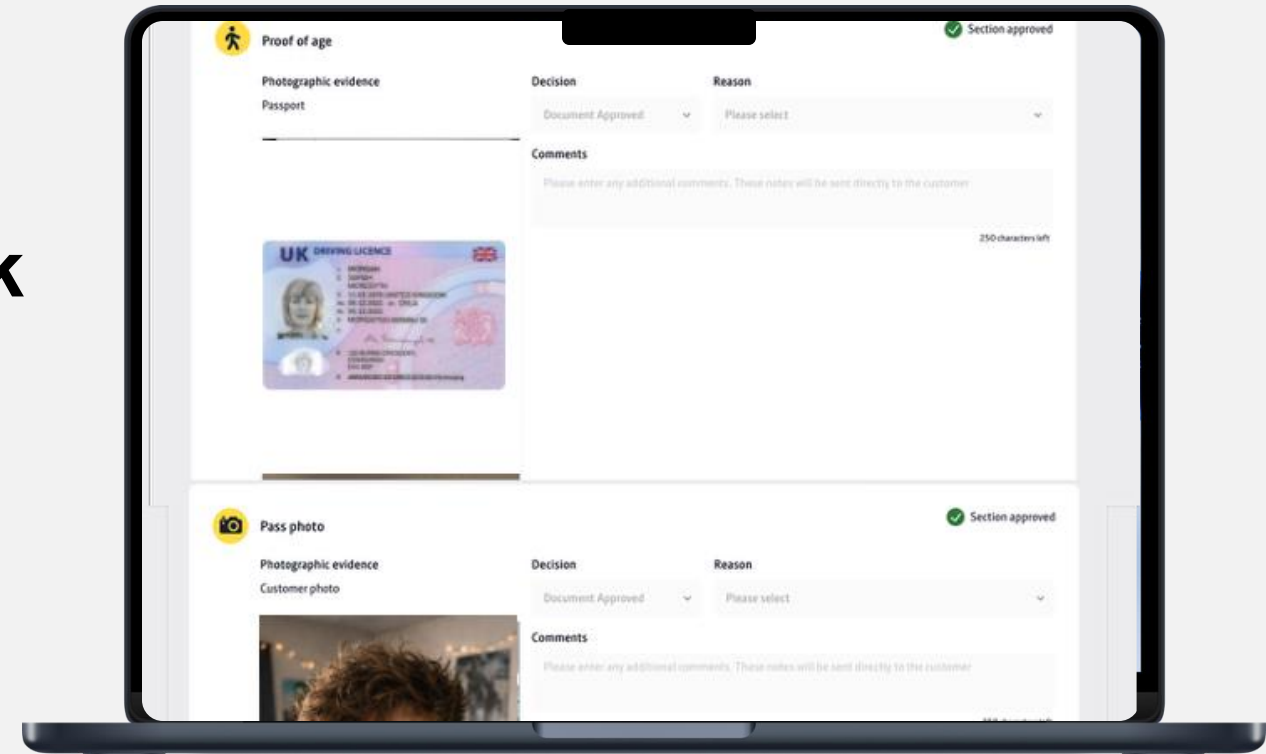 k
Proof of age
Section approved
Photographic evidence
Decision
Reason
Passport
Document Approved
Please select
Comments
Please enter any additional comments. These notes will be sent directly to the customer
250 characters left
UK DRIVING LICENCE
MORGAN
Pass photo
Section approved
Photographic evidence
Decision
Reason
Customer photo
Document Approved
Please select
Comments
Please enter any additional comments. These notes will be sent directly to the customer